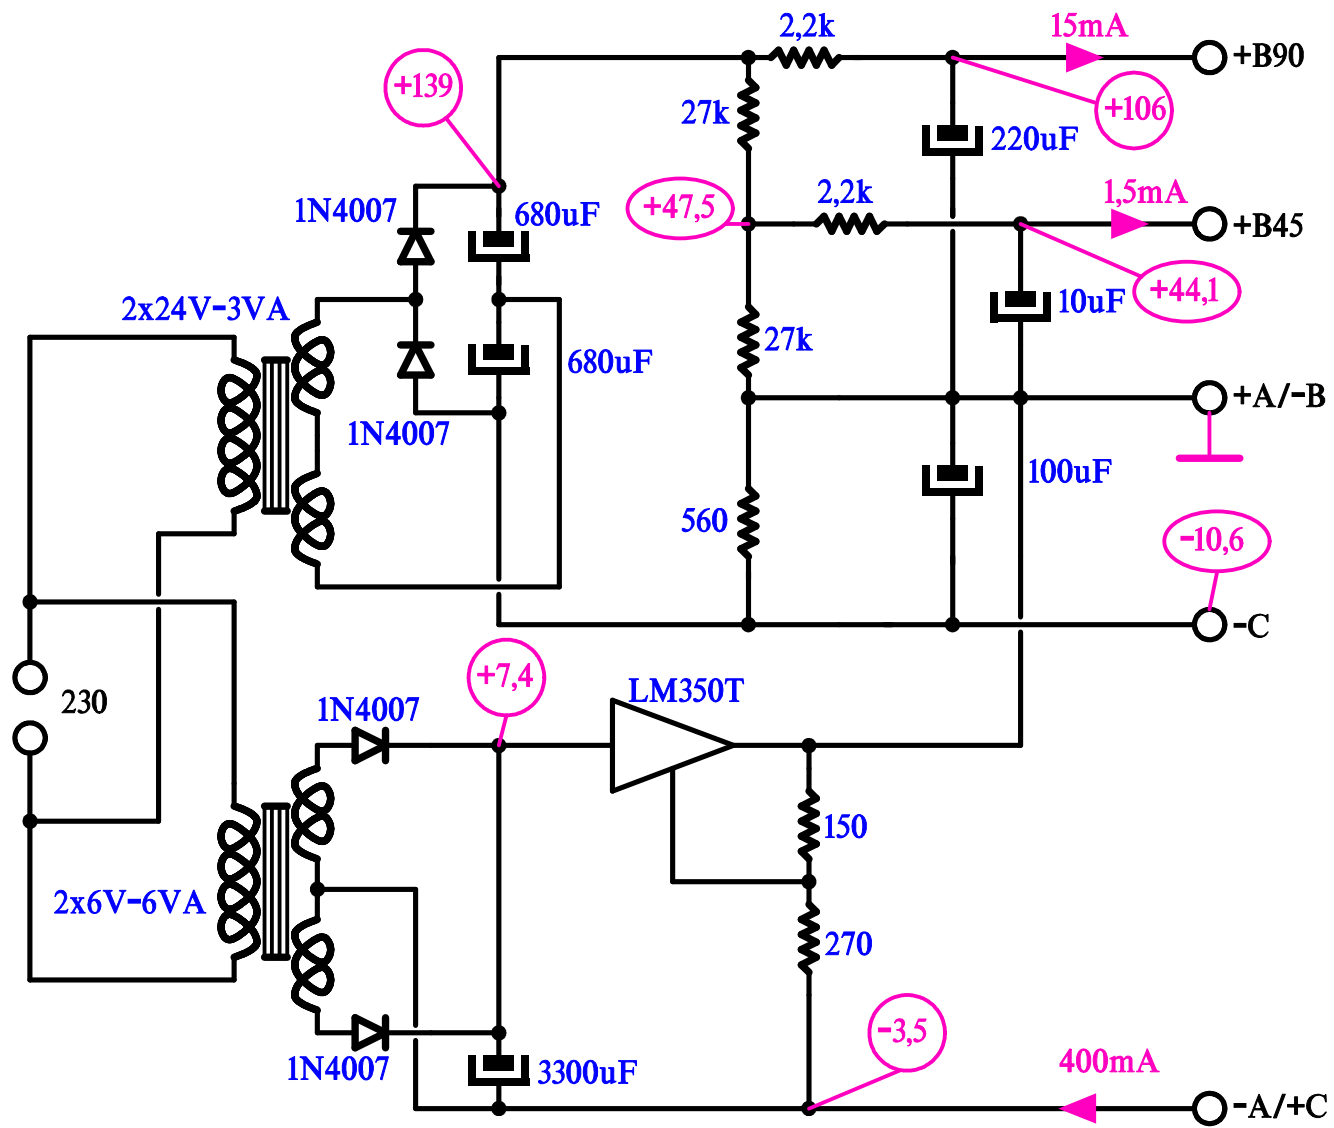 2,2k
15mA
+B90
+139
27k
+106
220uF
1N4007
680uF
+47,5
2,2k
1,5mA
+B45
2x24V-3VA
10uF
+44,1
27k
680uF
+A/-B
1N4007
100uF
560
-10,6
-C
230
+7,4
LM350T
1N4007
150
2x6V-6VA
270
-3,5
1N4007
3300uF
400mA
-A/+C